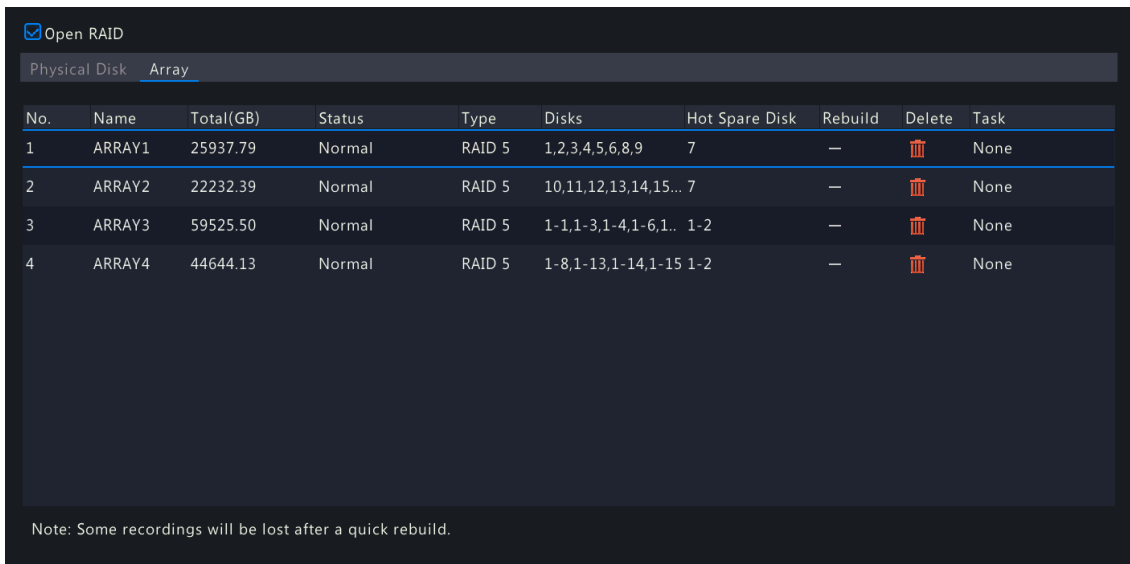 Open RAID
Physical Disk Array
No. Name Total(GB) Status Type Disks Hot Spare Disk Rebuild Delete Task
1 ARRAY1 25937.79 Normal RAID 5 1,2,3,4,5,6,8,9 7 — None
2 ARRAY2 22232.39 Normal RAID 5 10,11,12,13,14,15... 7 — None
3 ARRAY3 59525.50 Normal RAID 5 1-1,1-3,1-4,1-6,1.. 1-2 — None
4 ARRAY4 44644.13 Normal RAID 5 1-8,1-13,1-14,1-15 1-2 — None
Note: Some recordings will be lost after a quick rebuild.